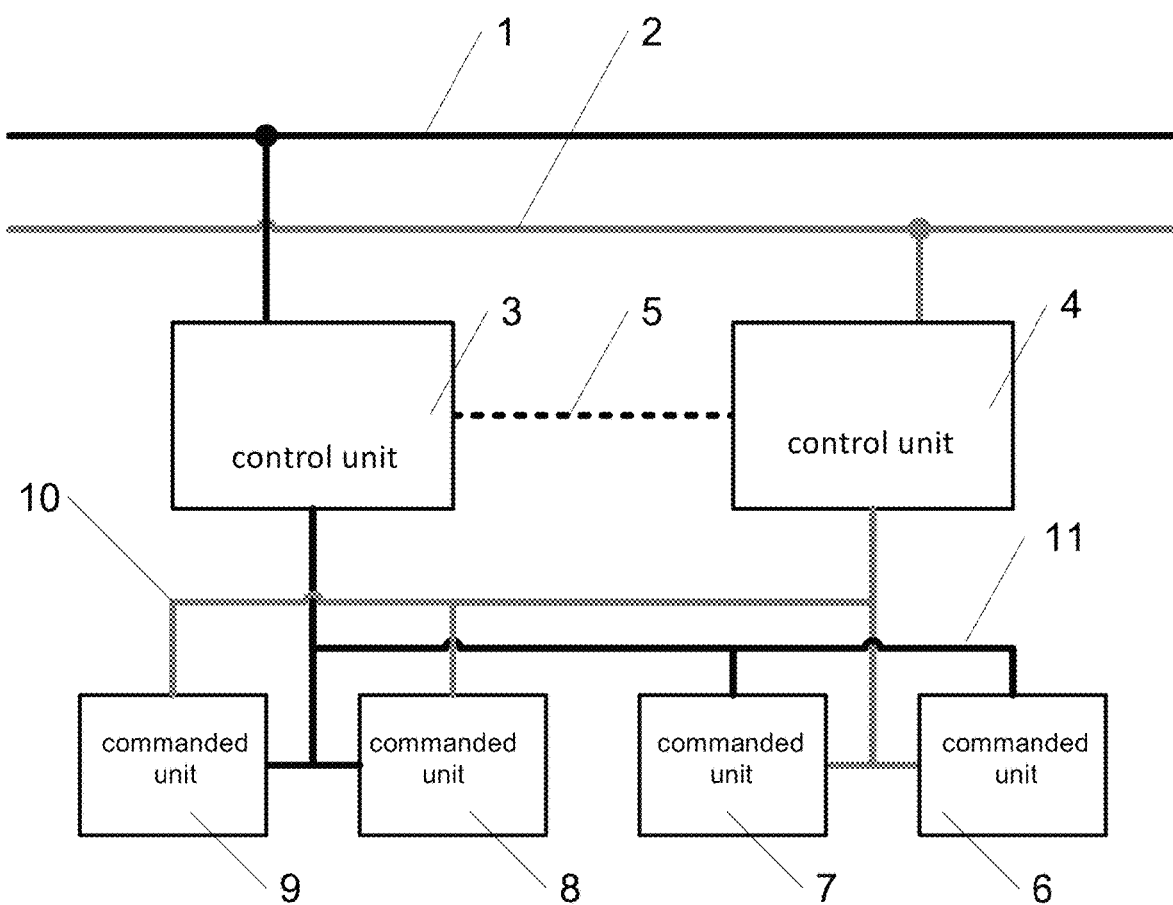 1
2
3
5
4
control unit
control unit
10
11
commanded
unit
commanded
unit
commanded
unit
commanded
unit
9
8
7
6